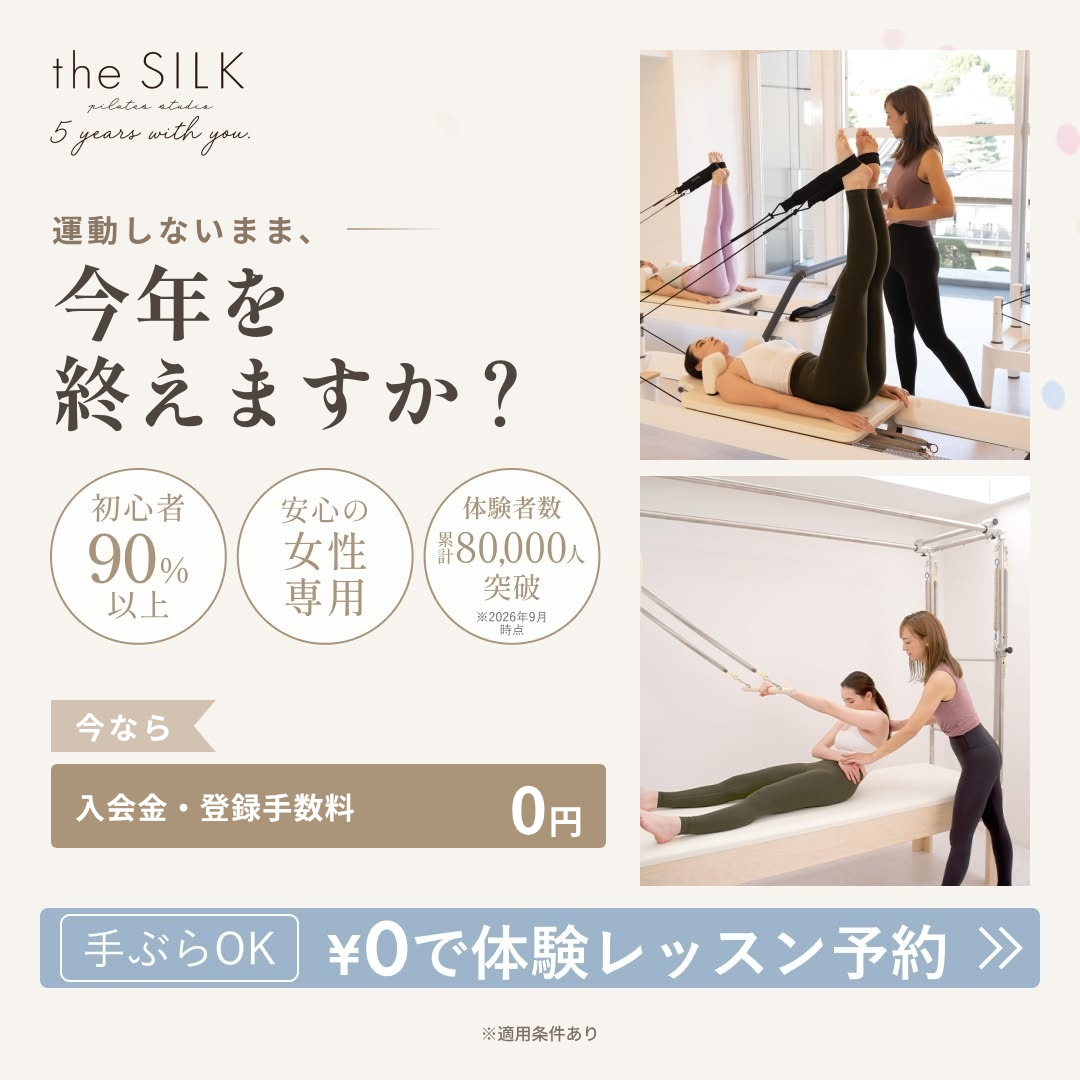 the SILK
pilates studio
5 years with you.
運動しないまま、
今年を
終えますか？
初心者
90%
以上
安心の
女性
専用
体験者数
累計80,000人
突破
※2026年9月
時点
今なら
入会金・登録手数料 0円
手ぶらOK ¥0で体験レッスン予約
※適用条件あり